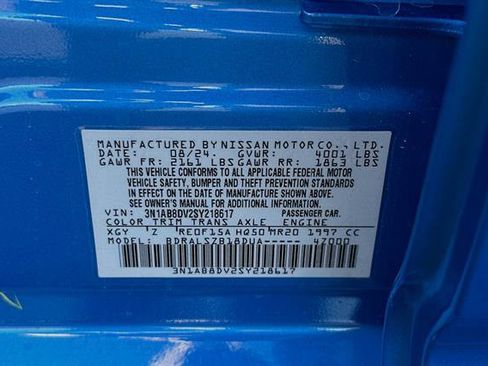 MANUFACTURED BY NISSAN MOTOR CO., LTD.
DATE: 08/24. GVWR: 4001 LBS
GAWR FR: 2161 LBS GAWR RR: 1863 LBS
THIS VEHICLE CONFORMS TO ALL APPLICABLE FEDERAL MOTOR
VEHICLE SAFETY, BUMPER AND THEFT PREVENTION STANDARDS
IN EFFECT ON THE DATE OF MANUFACTURE SHOWN ABOVE.
SEE OWNER'S MANUAL FOR ADDITIONAL INFORMATION.
VIN: 3N1AB8DV2SY218617 PASSENGER CAR.
COLOR TRIM TRANS AXLE ENGINE
XGY 'Z RE0F15A HQ50 MR20 1997 CC
MODEL: BDRALSZB18DUA----- 4Z000
3N1AB8DV2SY218617